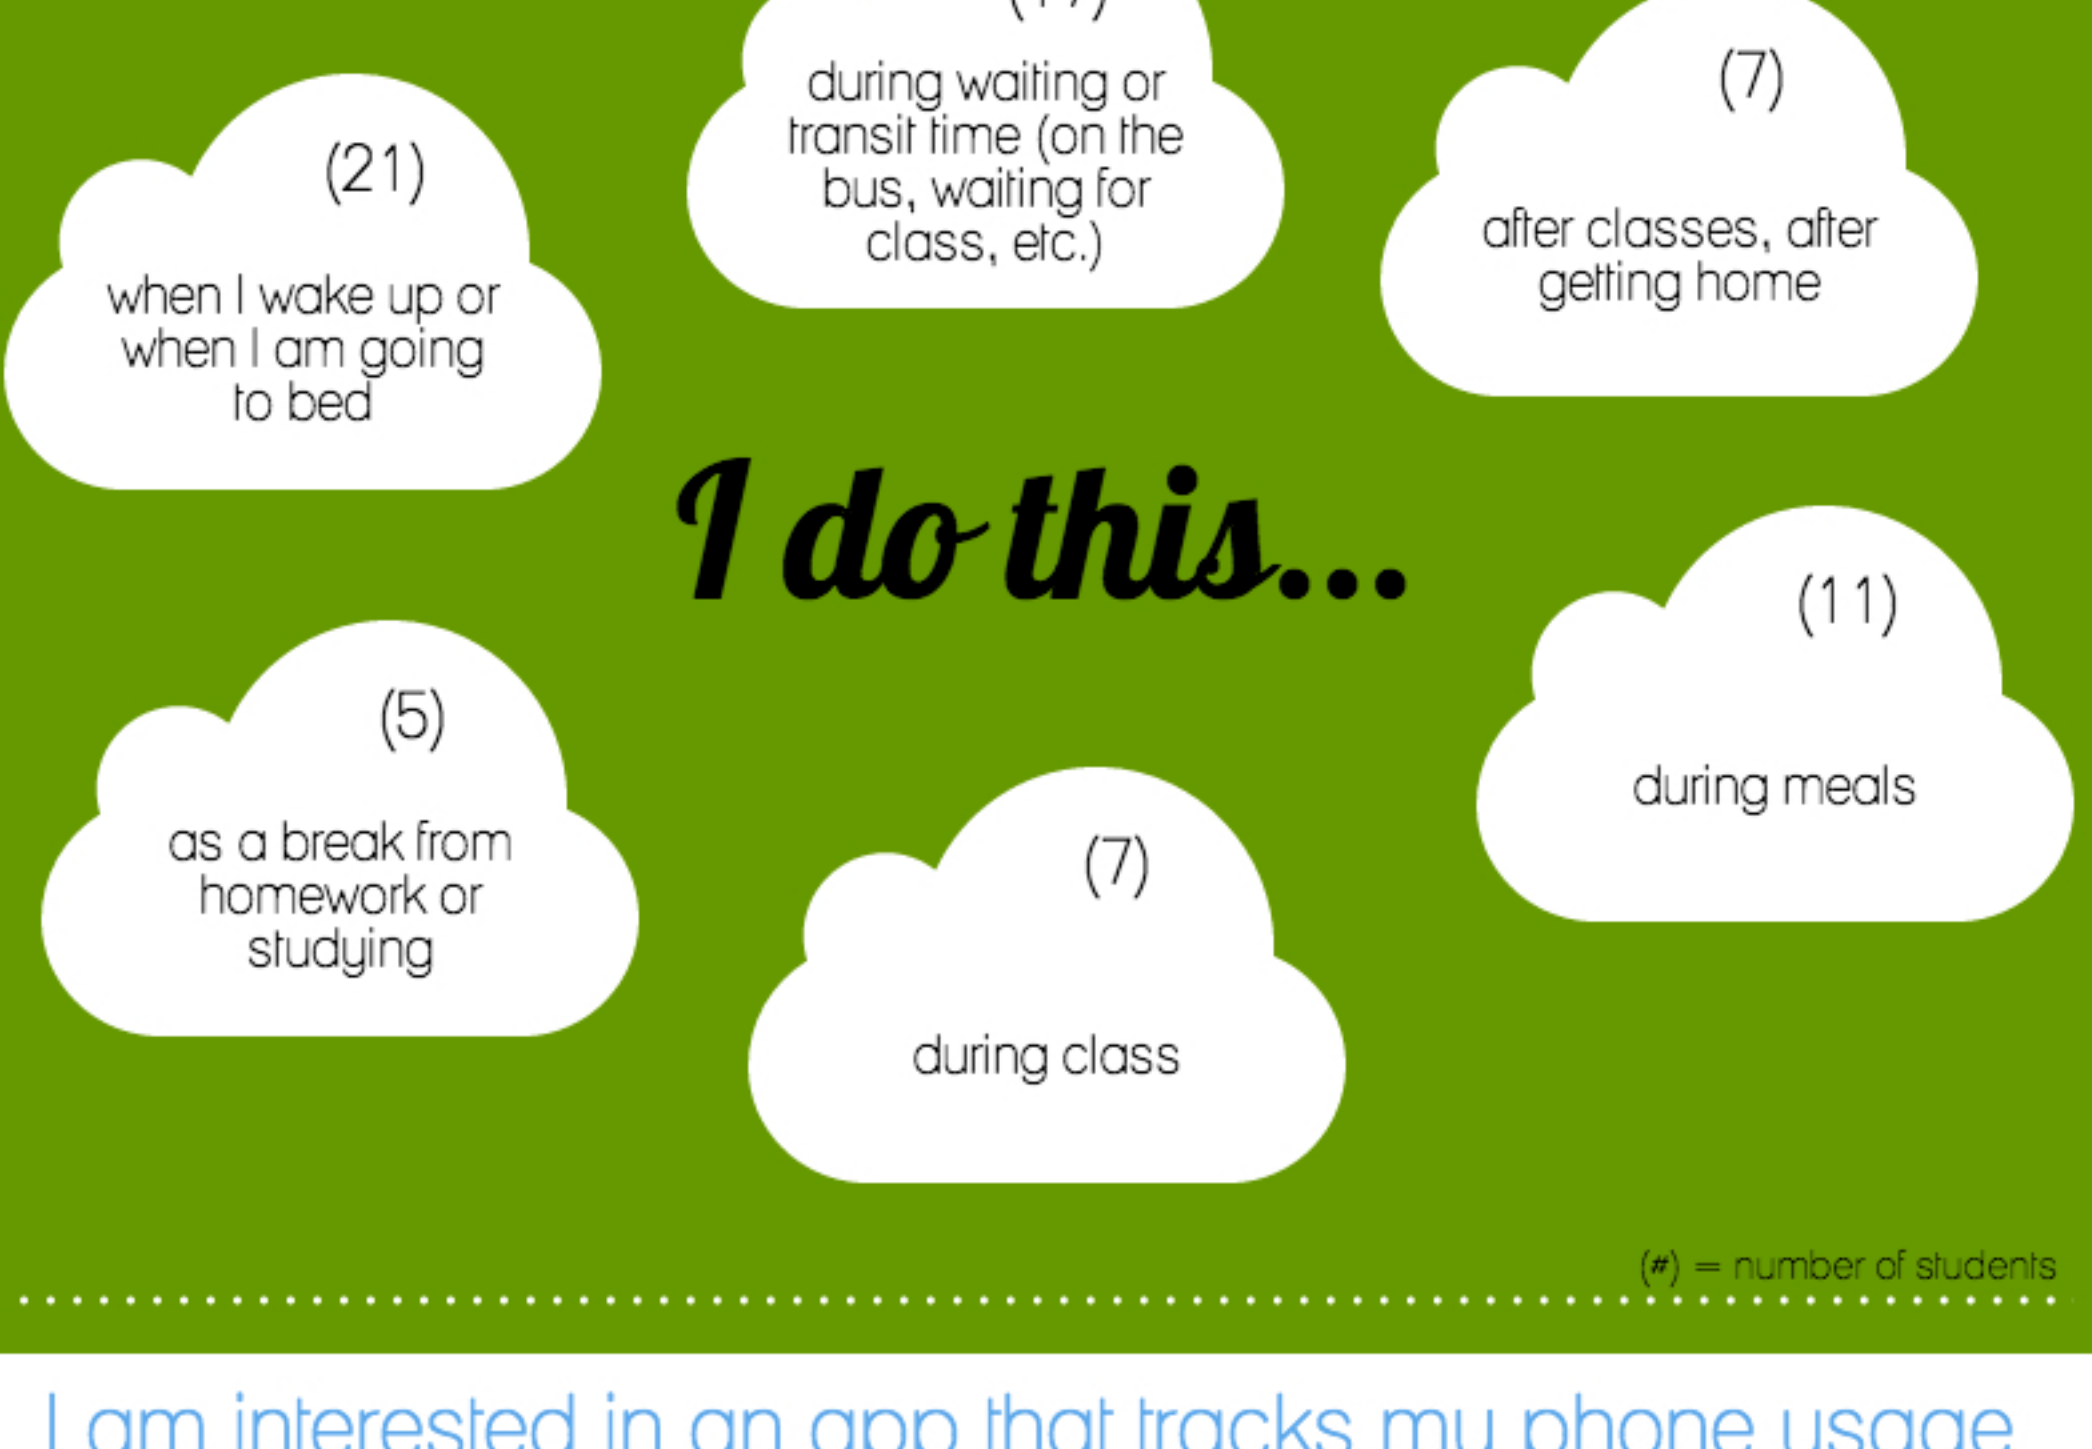 (21)
when I wake up or
when I am going
to bed
during waiting or
transit time (on the
bus, waiting for
class, etc.)
(7)
after classes, after
getting home
I do this...
(5)
as a break from
homework or
studying
(7)
during class
(11)
during meals
(#) = number of students
I am interested in an app that tracks my phone usage